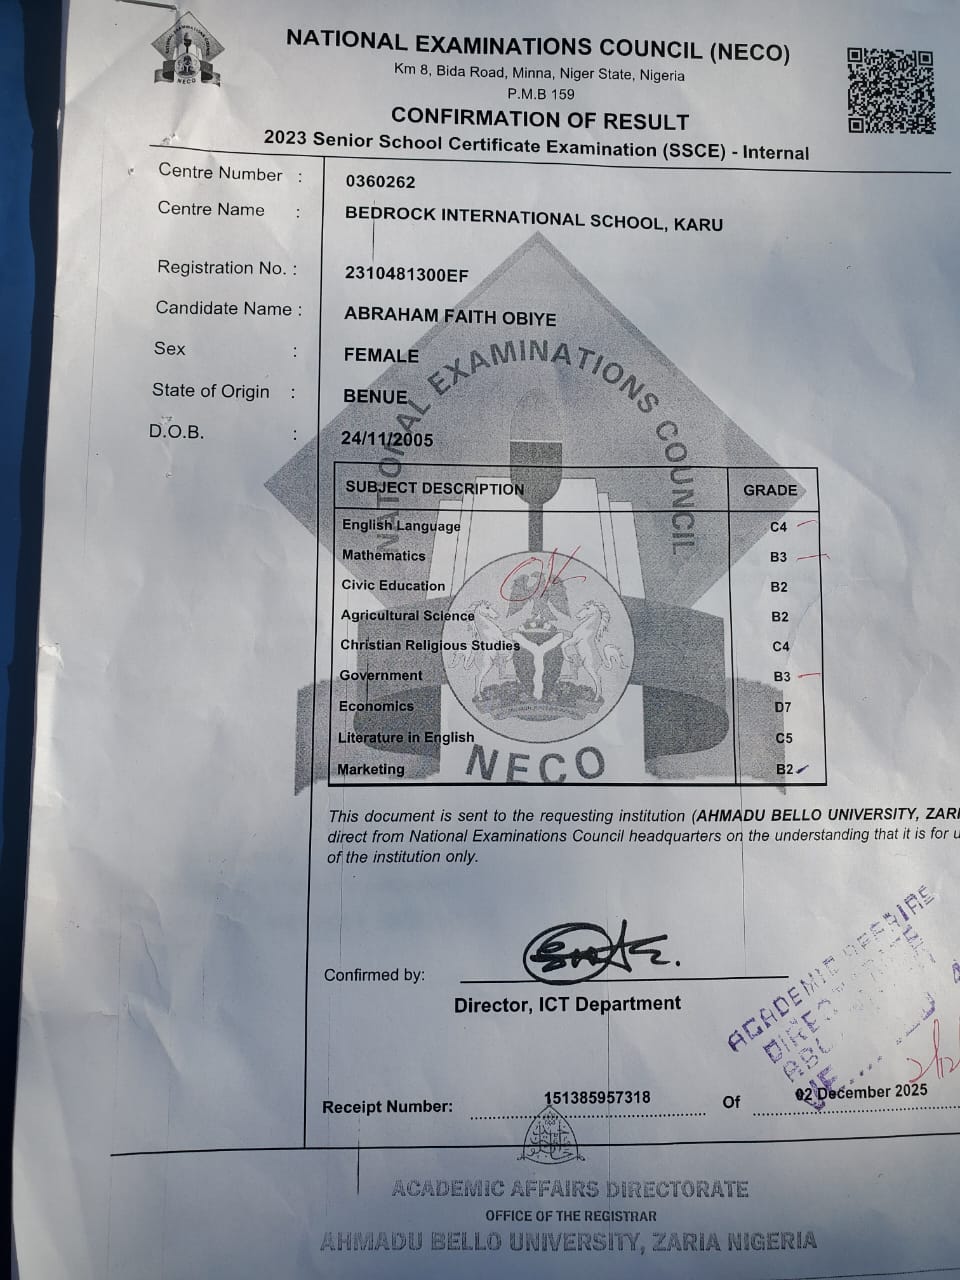 NATIONAL EXAMINATIONS COUNCIL (NECO)
Km 8, Bida Road, Minna, Niger State, Nigeria
P.M.B 159
CONFIRMATION OF RESULT
2023 Senior School Certificate Examination (SSCE) - Internal
NECO
Centre Number : 0360262
Centre Name : BEDROCK INTERNATIONAL SCHOOL, KARU
Registration No. : 2310481300EF
Candidate Name : ABRAHAM FAITH OBIYE
Sex : FEMALE
State of Origin : BENUE
D.O.B. : 24/11/2005
NATIONAL EXAMINATIONS COUNCIL
SUBJECT DESCRIPTION GRADE
English Language C4
Mathematics B3
Civic Education B2
OK
Agricultural Science B2
Christian Religious Studies C4
Government B3
Economics D7
Literature in English C5
Marketing B2
NECO
This document is sent to the requesting institution (AHMADU BELLO UNIVERSITY, ZARI
direct from National Examinations Council headquarters on the understanding that it is for u
of the institution only.
Confirmed by:
Director, ICT Department
ACADEMIC AFFAIRS
Receipt Number: 151385957318 Of 02 December 2025
ACADEMIC AFFAIRS DIRECTORATE
OFFICE OF THE REGISTRAR
AHMADU BELLO UNIVERSITY, ZARIA NIGERIA